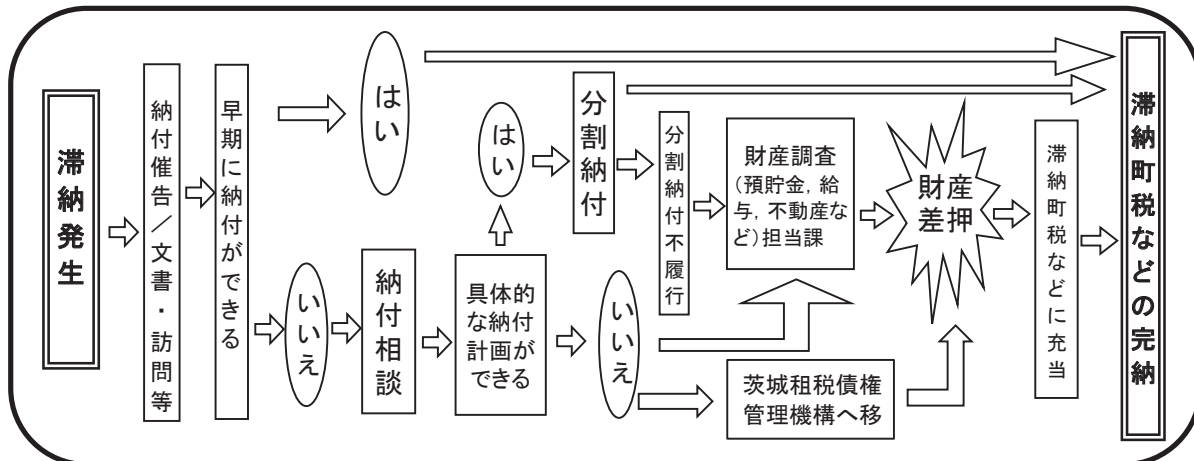 滞納発生
納付催告／文書・訪問等
早期に納付ができる
はい
いいえ
納付相談
具体的
な納付
計画が
できる
はい
いいえ
分割納付
分割納付不履行
財産調査
(預貯金，給
与，不動産な
ど)担当課
茨城租税債権
管理機構へ移
財産
差押
滞納町税などに充当
滞納町税などの完納